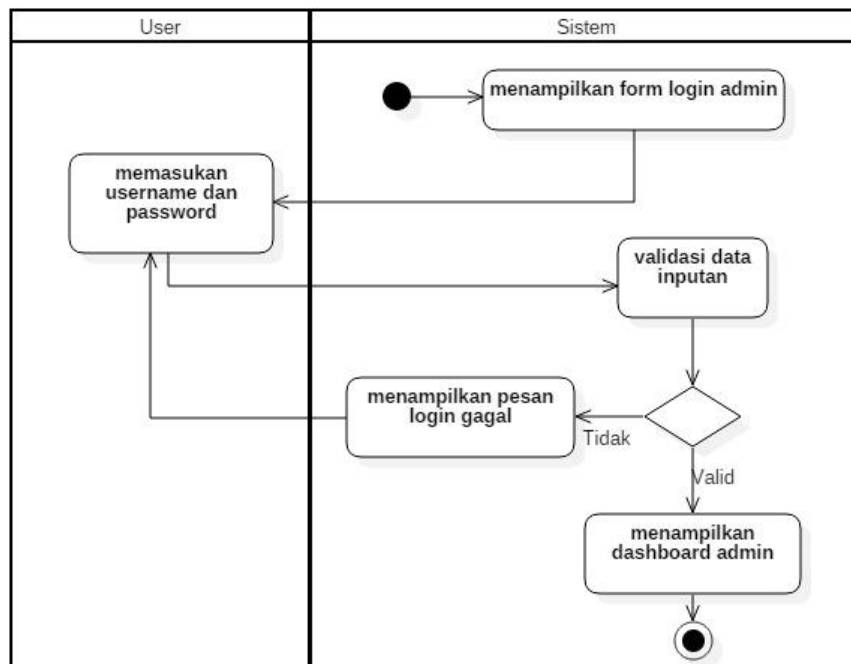 User
Sistem
menampilkan form login admin
memasukan
username dan
password
validasi data
inputan
menampilkan pesan
login gagal
Tidak
Valid
menampilkan
dashboard admin